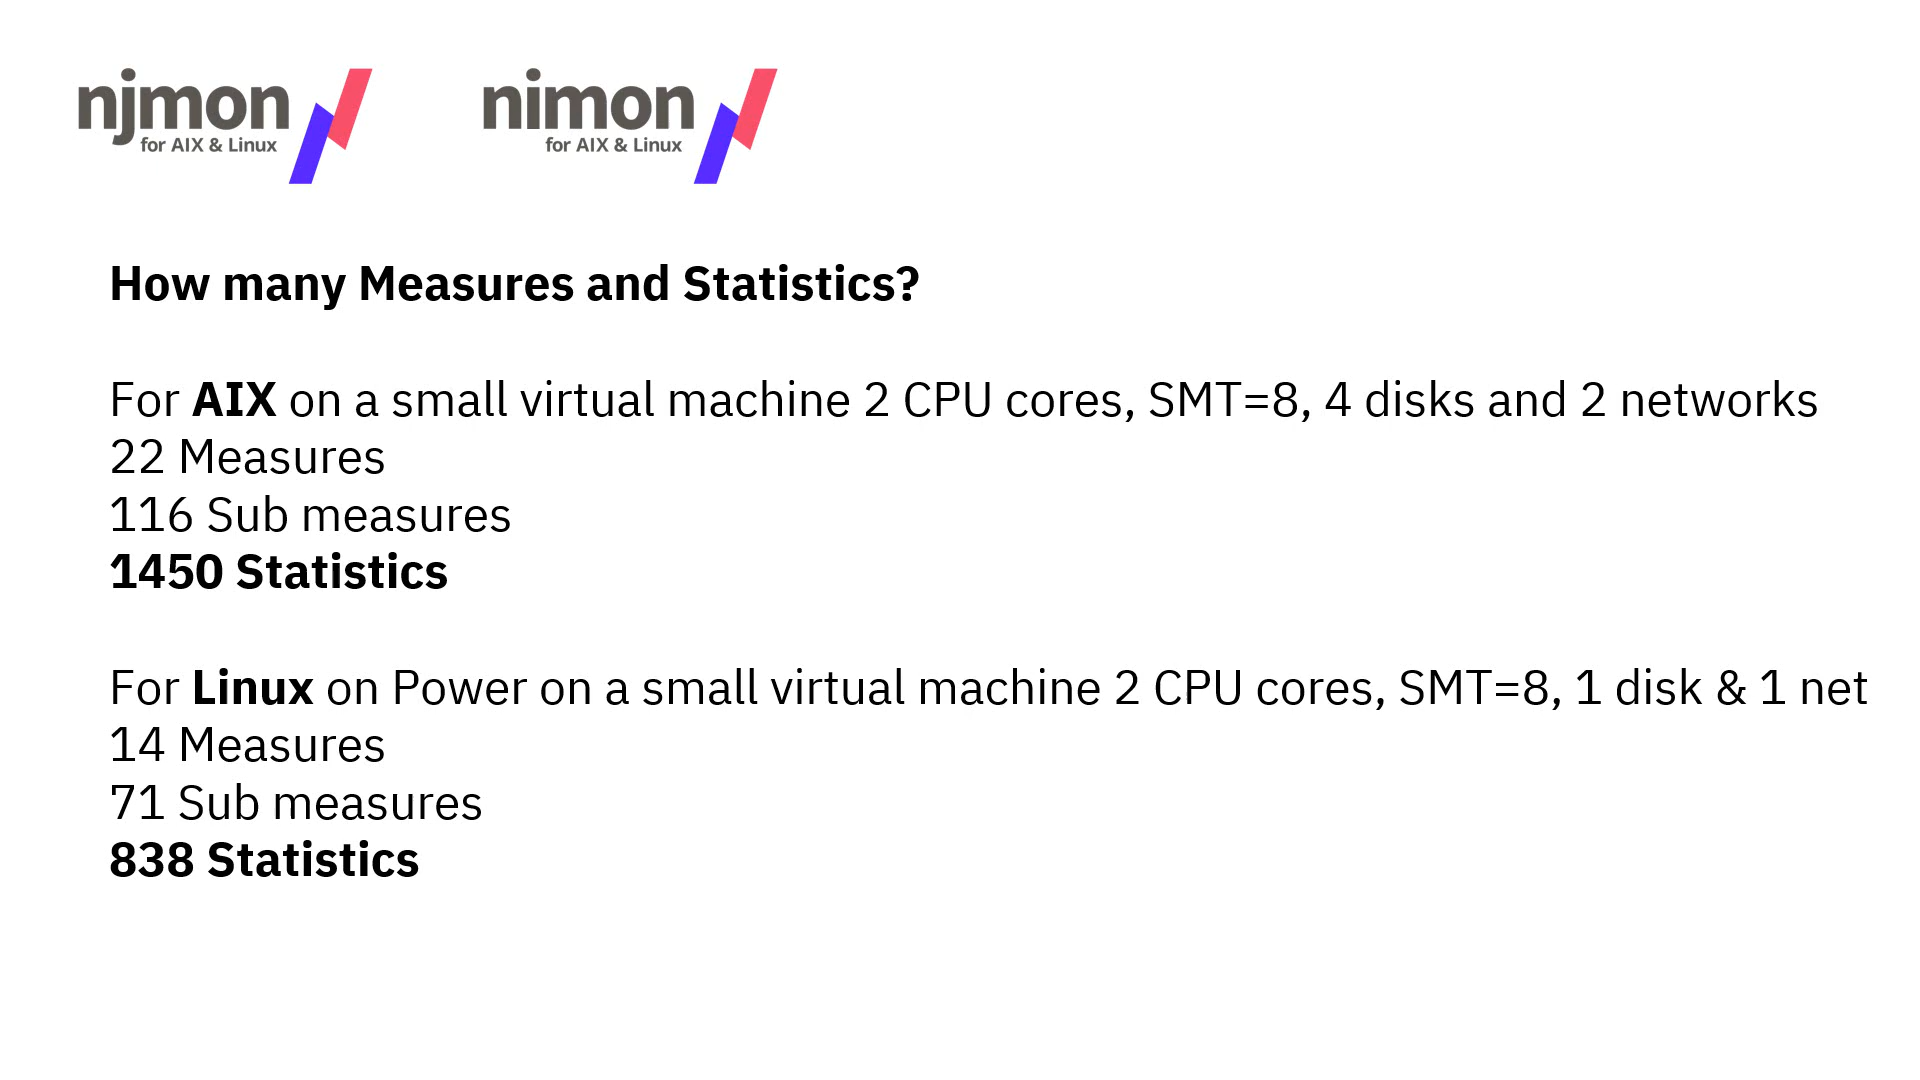 njmon
for AIX & Linux
nimon
for AIX & Linux
How many Measures and Statistics?
For AIX on a small virtual machine 2 CPU cores, SMT=8, 4 disks and 2 networks
22 Measures
116 Sub measures
1450 Statistics
For Linux on Power on a small virtual machine 2 CPU cores, SMT=8, 1 disk & 1 net
14 Measures
71 Sub measures
838 Statistics